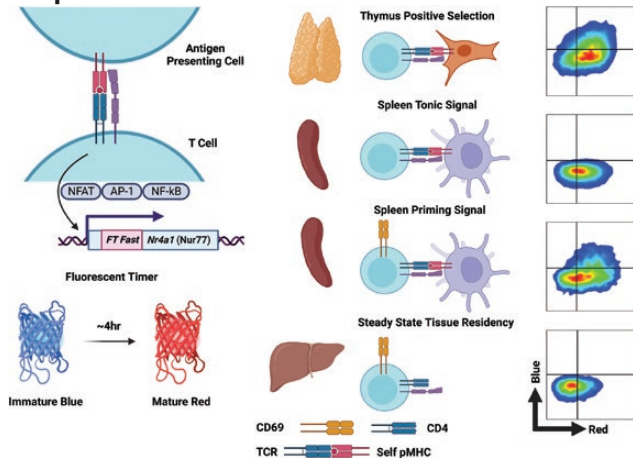 Antigen
Presenting Cell
T Cell
NFAT AP-1 NF-kB
FT Fast Nr4a1 (Nur77)
Fluorescent Timer
~4hr
Immature Blue
Mature Red
Thymus Positive Selection
Spleen Tonic Signal
Spleen Priming Signal
Steady State Tissue Residency
Blue
Red
CD69
CD4
TCR
Self pMHC